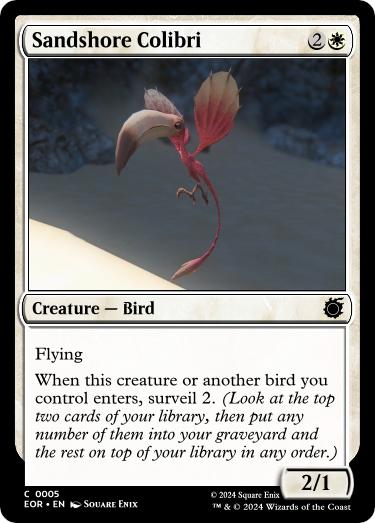 Sandshore Colibri 2
Creature — Bird
Flying
When this creature or another bird you
control enters, surveil 2. (Look at the top
two cards of your library, then put any
number of them into your graveyard and
the rest on top of your library in any order.)
2/1
C 0005
EOR • EN SQUARE ENIX
© 2024 Square Enix
™ & © 2024 Wizards of the Coast